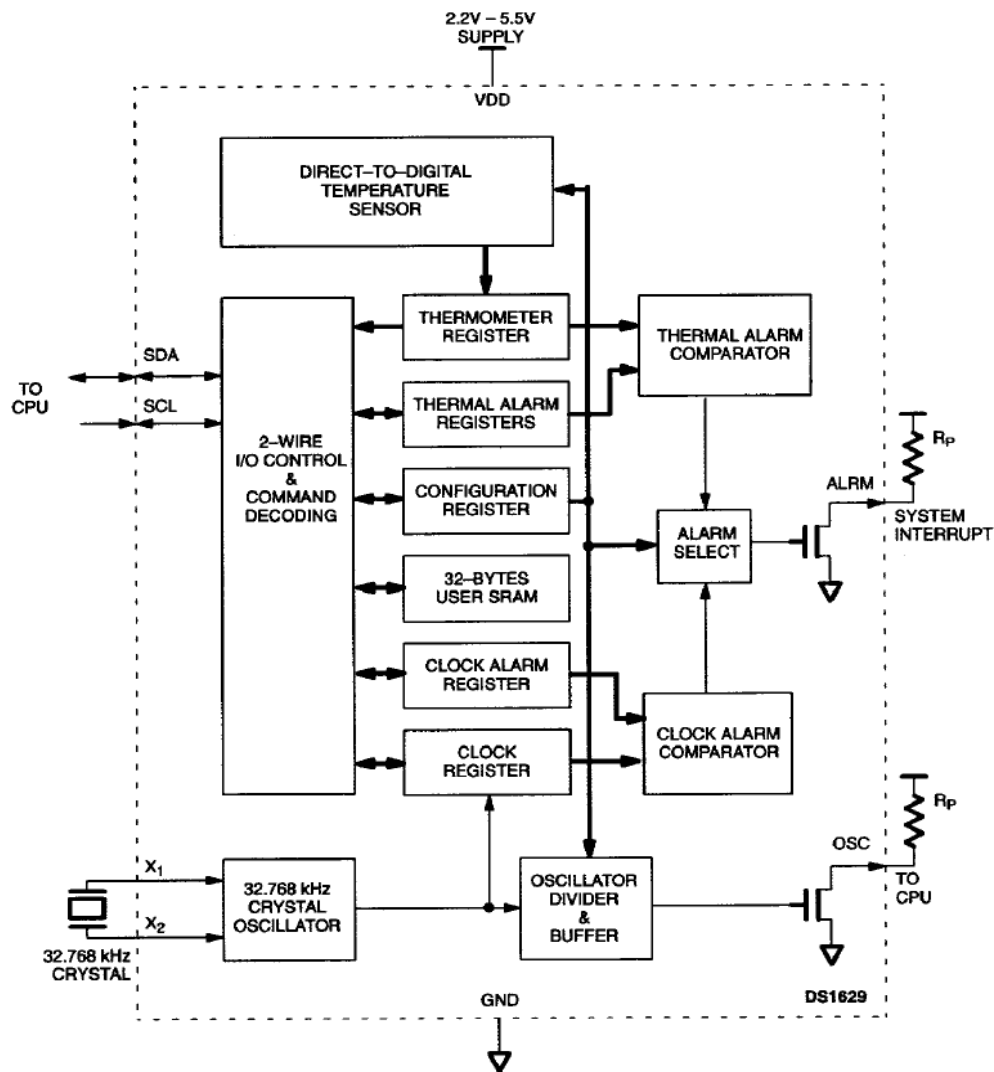 2.2V – 5.5V
SUPPLY
VDD
DIRECT–TO–DIGITAL
TEMPERATURE
SENSOR
THERMOMETER
REGISTER
THERMAL ALARM
COMPARATOR
SDA
TO
CPU
SCL
THERMAL ALARM
REGISTERS
2–WIRE
I/O CONTROL
&
COMMAND
DECODING
CONFIGURATION
REGISTER
ALARM
SELECT
ALRM
RP
SYSTEM
INTERRUPT
32–BYTES
USER SRAM
CLOCK ALARM
REGISTER
CLOCK
REGISTER
CLOCK ALARM
COMPARATOR
RP
OSC
TO
CPU
X1
X2
32.768 kHz
CRYSTAL
32.768 kHz
CRYSTAL
OSCILLATOR
OSCILLATOR
DIVIDER
&
BUFFER
DS1629
GND